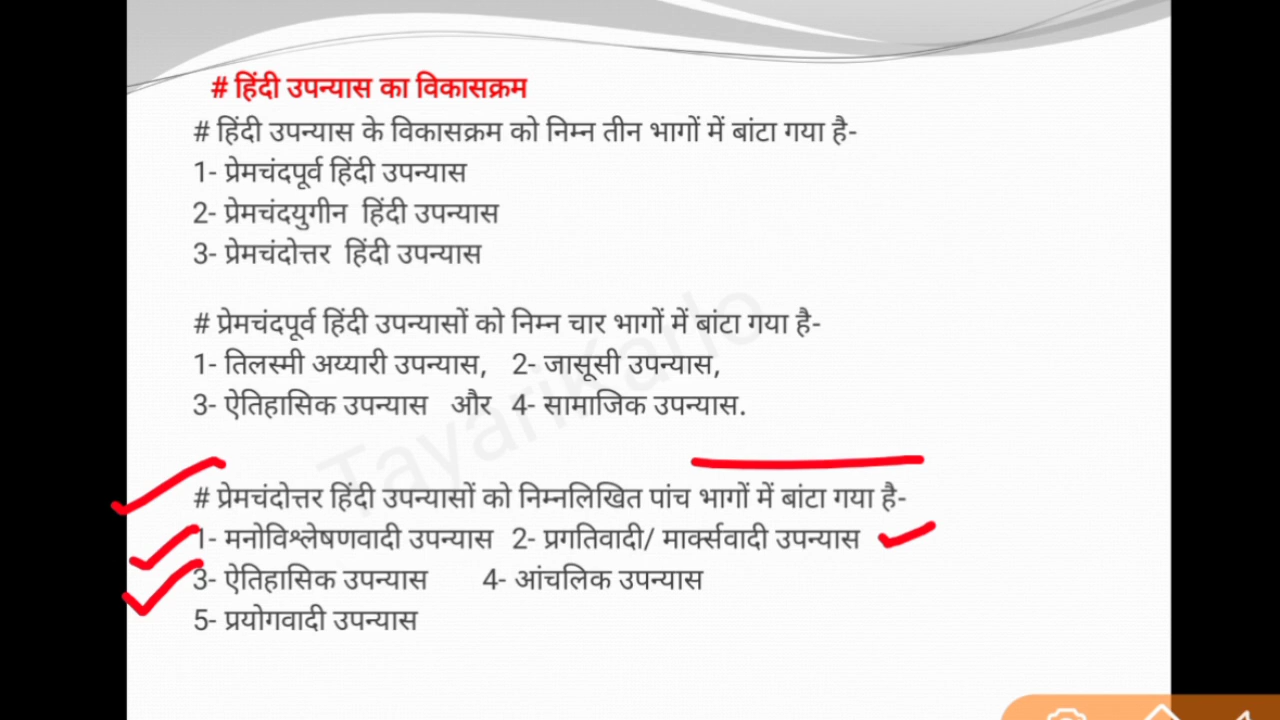 # हिंदी उपन्यास का विकासक्रम
# हिंदी उपन्यास के विकासक्रम को निम्न तीन भागों में बांटा गया है-
1- प्रेमचंदपूर्व हिंदी उपन्यास
2- प्रेमचंदयुगीन हिंदी उपन्यास
3- प्रेमचंदोत्तर हिंदी उपन्यास
# प्रेमचंदपूर्व हिंदी उपन्यासों को निम्न चार भागों में बांटा गया है-
1- तिलस्मी अय्यारी उपन्यास, 2- जासूसी उपन्यास,
3- ऐतिहासिक उपन्यास और 4- सामाजिक उपन्यास.
# प्रेमचंदोत्तर हिंदी उपन्यासों को निम्नलिखित पांच भागों में बांटा गया है-
1- मनोविश्लेषणवादी उपन्यास 2- प्रगतिवादी/ मार्क्सवादी उपन्यास
3- ऐतिहासिक उपन्यास 4- आंचलिक उपन्यास
5- प्रयोगवादी उपन्यास
TayariKarlo